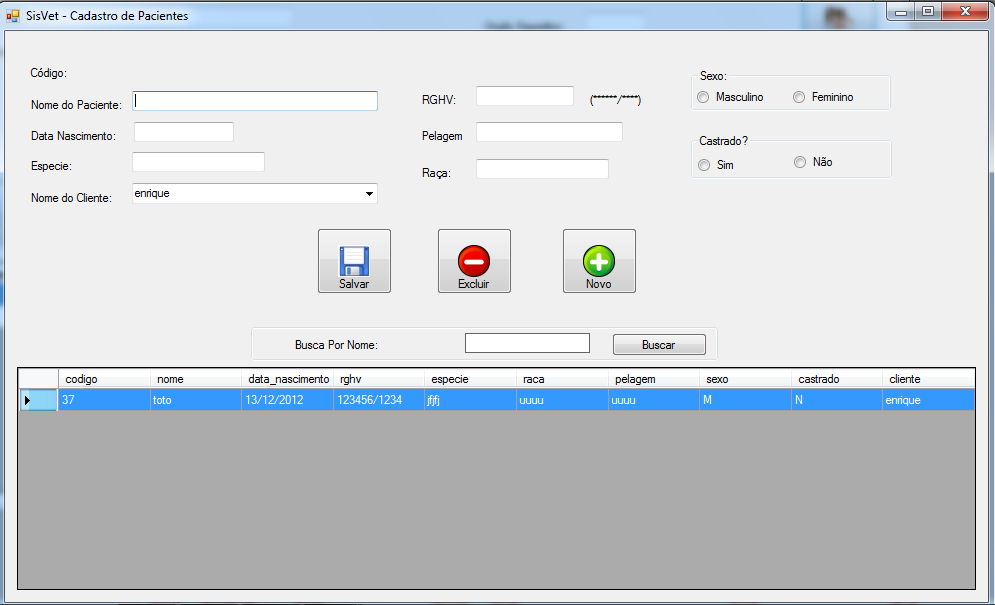 SisVet - Cadastro de Pacientes
Código:
Nome do Paciente:
Data Nascimento:
Especie:
Nome do Cliente: enrique
RGHV: (******/****)
Pelagem
Raça:
Sexo:
Masculino Feminino
Castrado?
Sim Não
Salvar Excluir Novo
Busca Por Nome: Buscar
codigo nome data_nascimento rghv especie raca pelagem sexo castrado cliente
37 toto 13/12/2012 123456/1234 jfjfj uuuu uuuu M N enrique